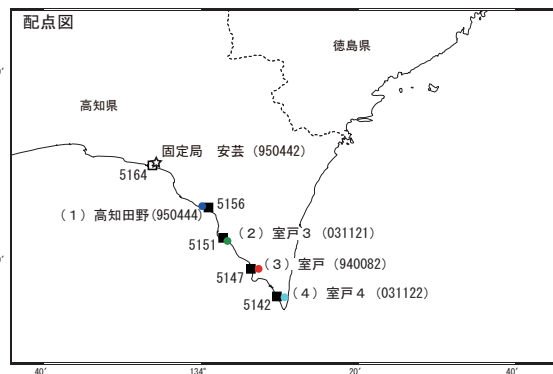 配点図
徳島県
0′
高知県
固定局 安芸(950442)
5164
5156
(1)高知田野(950444)
(2)室戸3(031121)
5151
0′
(3)室戸(940082)
5147
(4)室戸4(031122)
5142
40′ 134° 20′ 40′